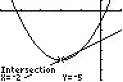 Intersection
X=-2 Y=-5